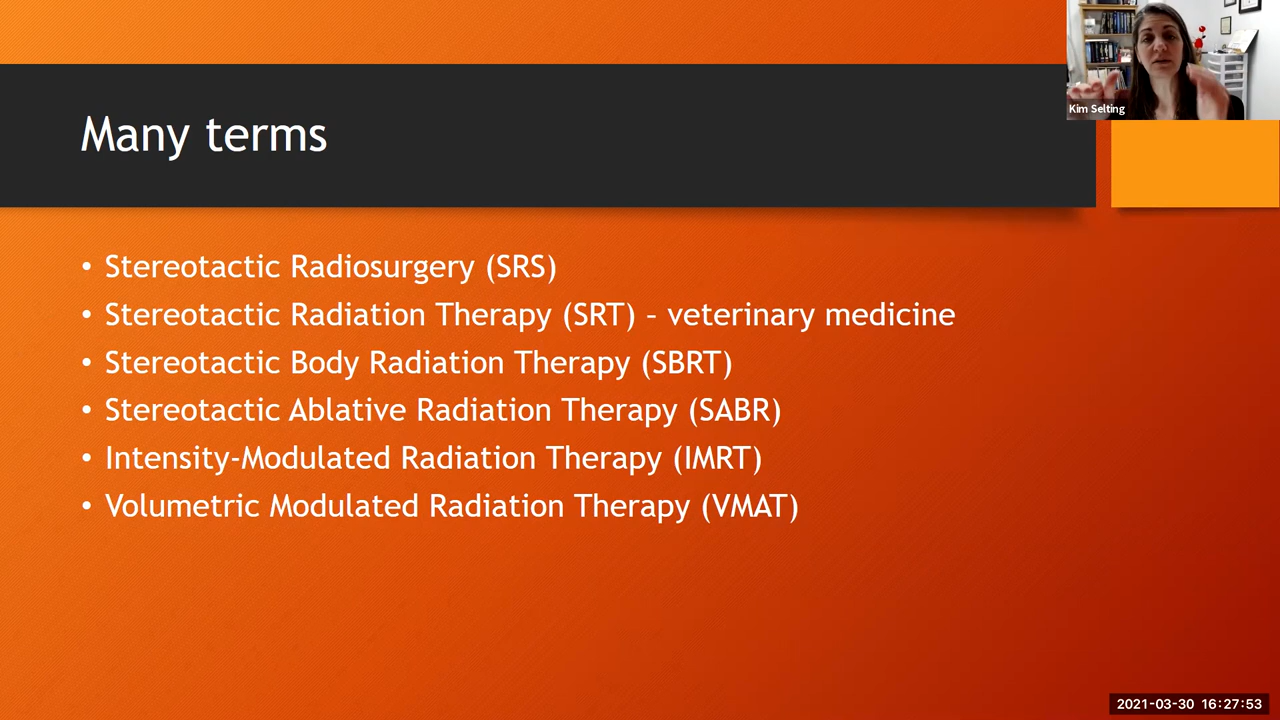 Kim Selting
Many terms
• Stereotactic Radiosurgery (SRS)
• Stereotactic Radiation Therapy (SRT) – veterinary medicine
• Stereotactic Body Radiation Therapy (SBRT)
• Stereotactic Ablative Radiation Therapy (SABR)
• Intensity-Modulated Radiation Therapy (IMRT)
• Volumetric Modulated Radiation Therapy (VMAT)
2021-03-30 16:27:53